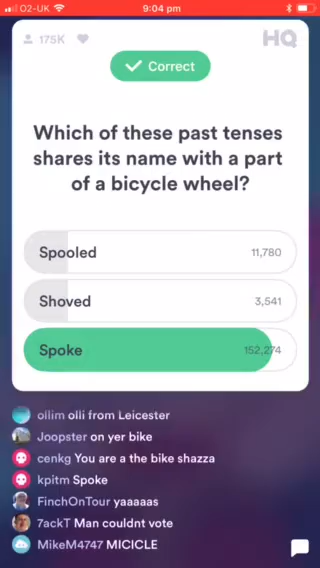 O2-UK 9:04 pm
175K HQ
Correct
Which of these past tenses
shares its name with a part
of a bicycle wheel?
Spooled 11,780
Shoved 3,541
Spoke 152,274
ollim olli from Leicester
Joopster on yer bike
cenkg You are a the bike shazza
kpitm Spoke
FinchOnTour yaaaaas
7ackT Man couldnt vote
MikeM4747 MICICLE